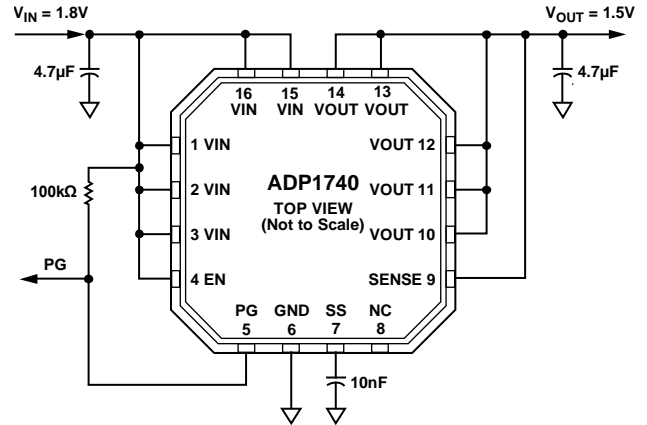 VIN = 1.8V
VOUT = 1.5V
4.7µF
4.7µF
16
VIN
15
VIN
14
VOUT
13
VOUT
1 VIN
VOUT 12
100kΩ
2 VIN
ADP1740
TOP VIEW
(Not to Scale)
VOUT 11
3 VIN
VOUT 10
PG
4 EN
SENSE 9
PG
5
GND
6
SS
7
NC
8
10nF